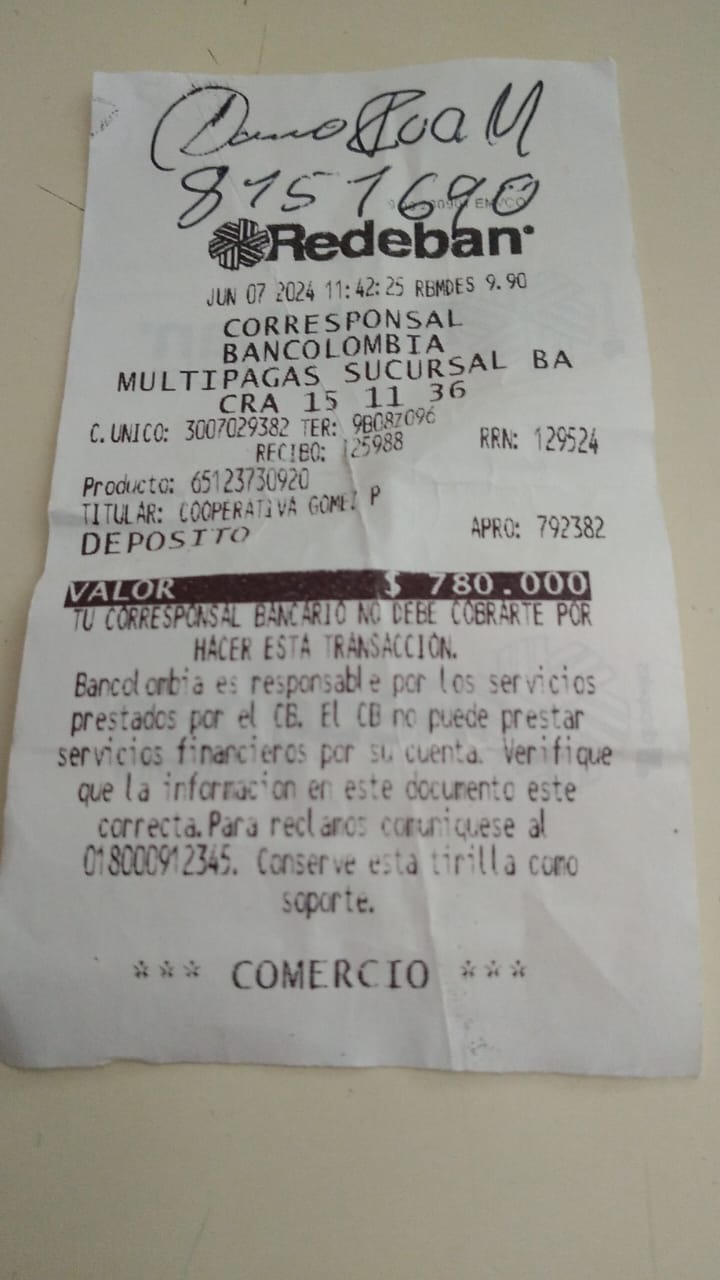 Roa M
8151690
EMVCO
Redeban
JUN 07 2024 11:42:25 RBMDES 9.90
CORRESPONSAL
BANCOLOMBIA
MULTIPAGAS SUCURSAL BA
CRA 15 11 36
C. UNICO: 3007029382 TER: 9B08Z096
RECIBO: 125988 RRN: 129524
Producto: 65123730920
TITULAR: COOPERATIVA GOMEZ P
DEPOSITO APRO: 792382
VALOR $ 780.000
TU CORRESPONSAL BANCARIO NO DEBE COBRARTE POR
HACER ESTA TRANSACCION.
Bancolombia es responsable por los servicios
prestados por el CB. El CB no puede prestar
servicios financieros por su cuenta. Verifique
que la informacion en este documento este
correcta. Para reclamos comuniquese al
018000912345. Conserve esta tirilla como
soporte.
*** COMERCIO ***